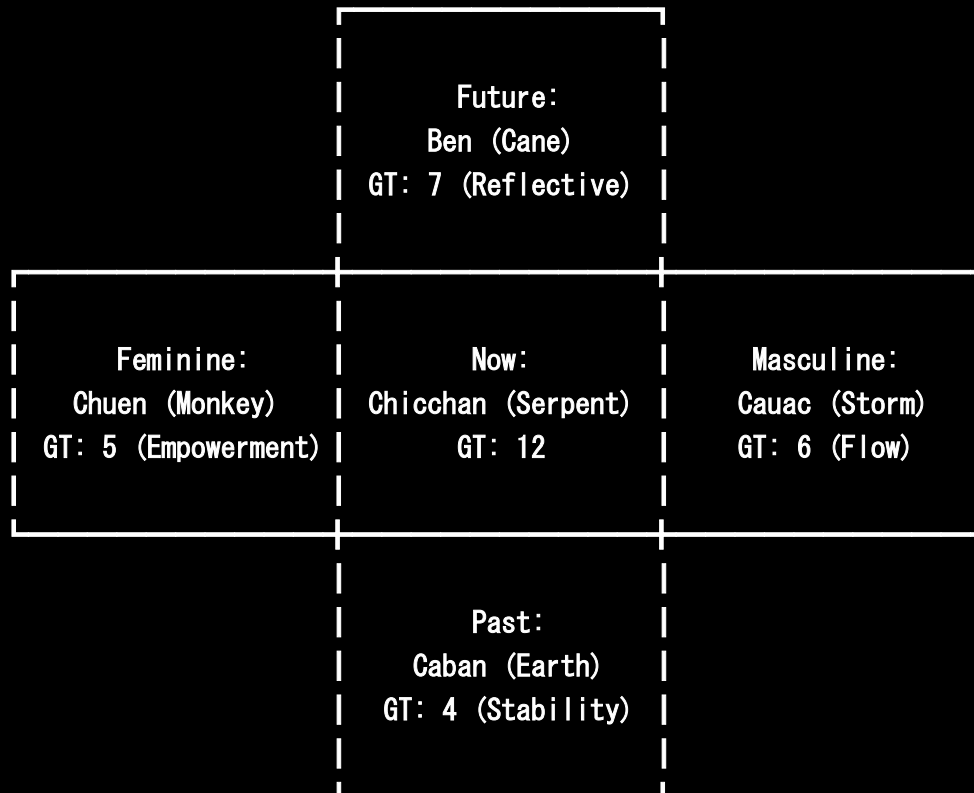 Future:
Ben (Cane)
GT: 7 (Reflective)
Feminine:
Chuen (Monkey)
GT: 5 (Empowerment)
Now:
Chicchan (Serpent)
GT: 12
Masculine:
Cauac (Storm)
GT: 6 (Flow)
Past:
Caban (Earth)
GT: 4 (Stability)